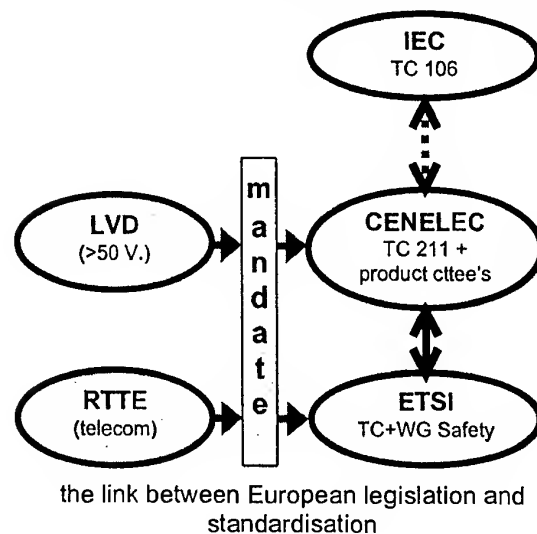 IEC
TC 106
mandate
LVD
(>50 V.)
CENELEC
TC 211 +
product cttee's
RTTE
(telecom)
ETSI
TC+WG Safety
the link between European legislation and
standardisation